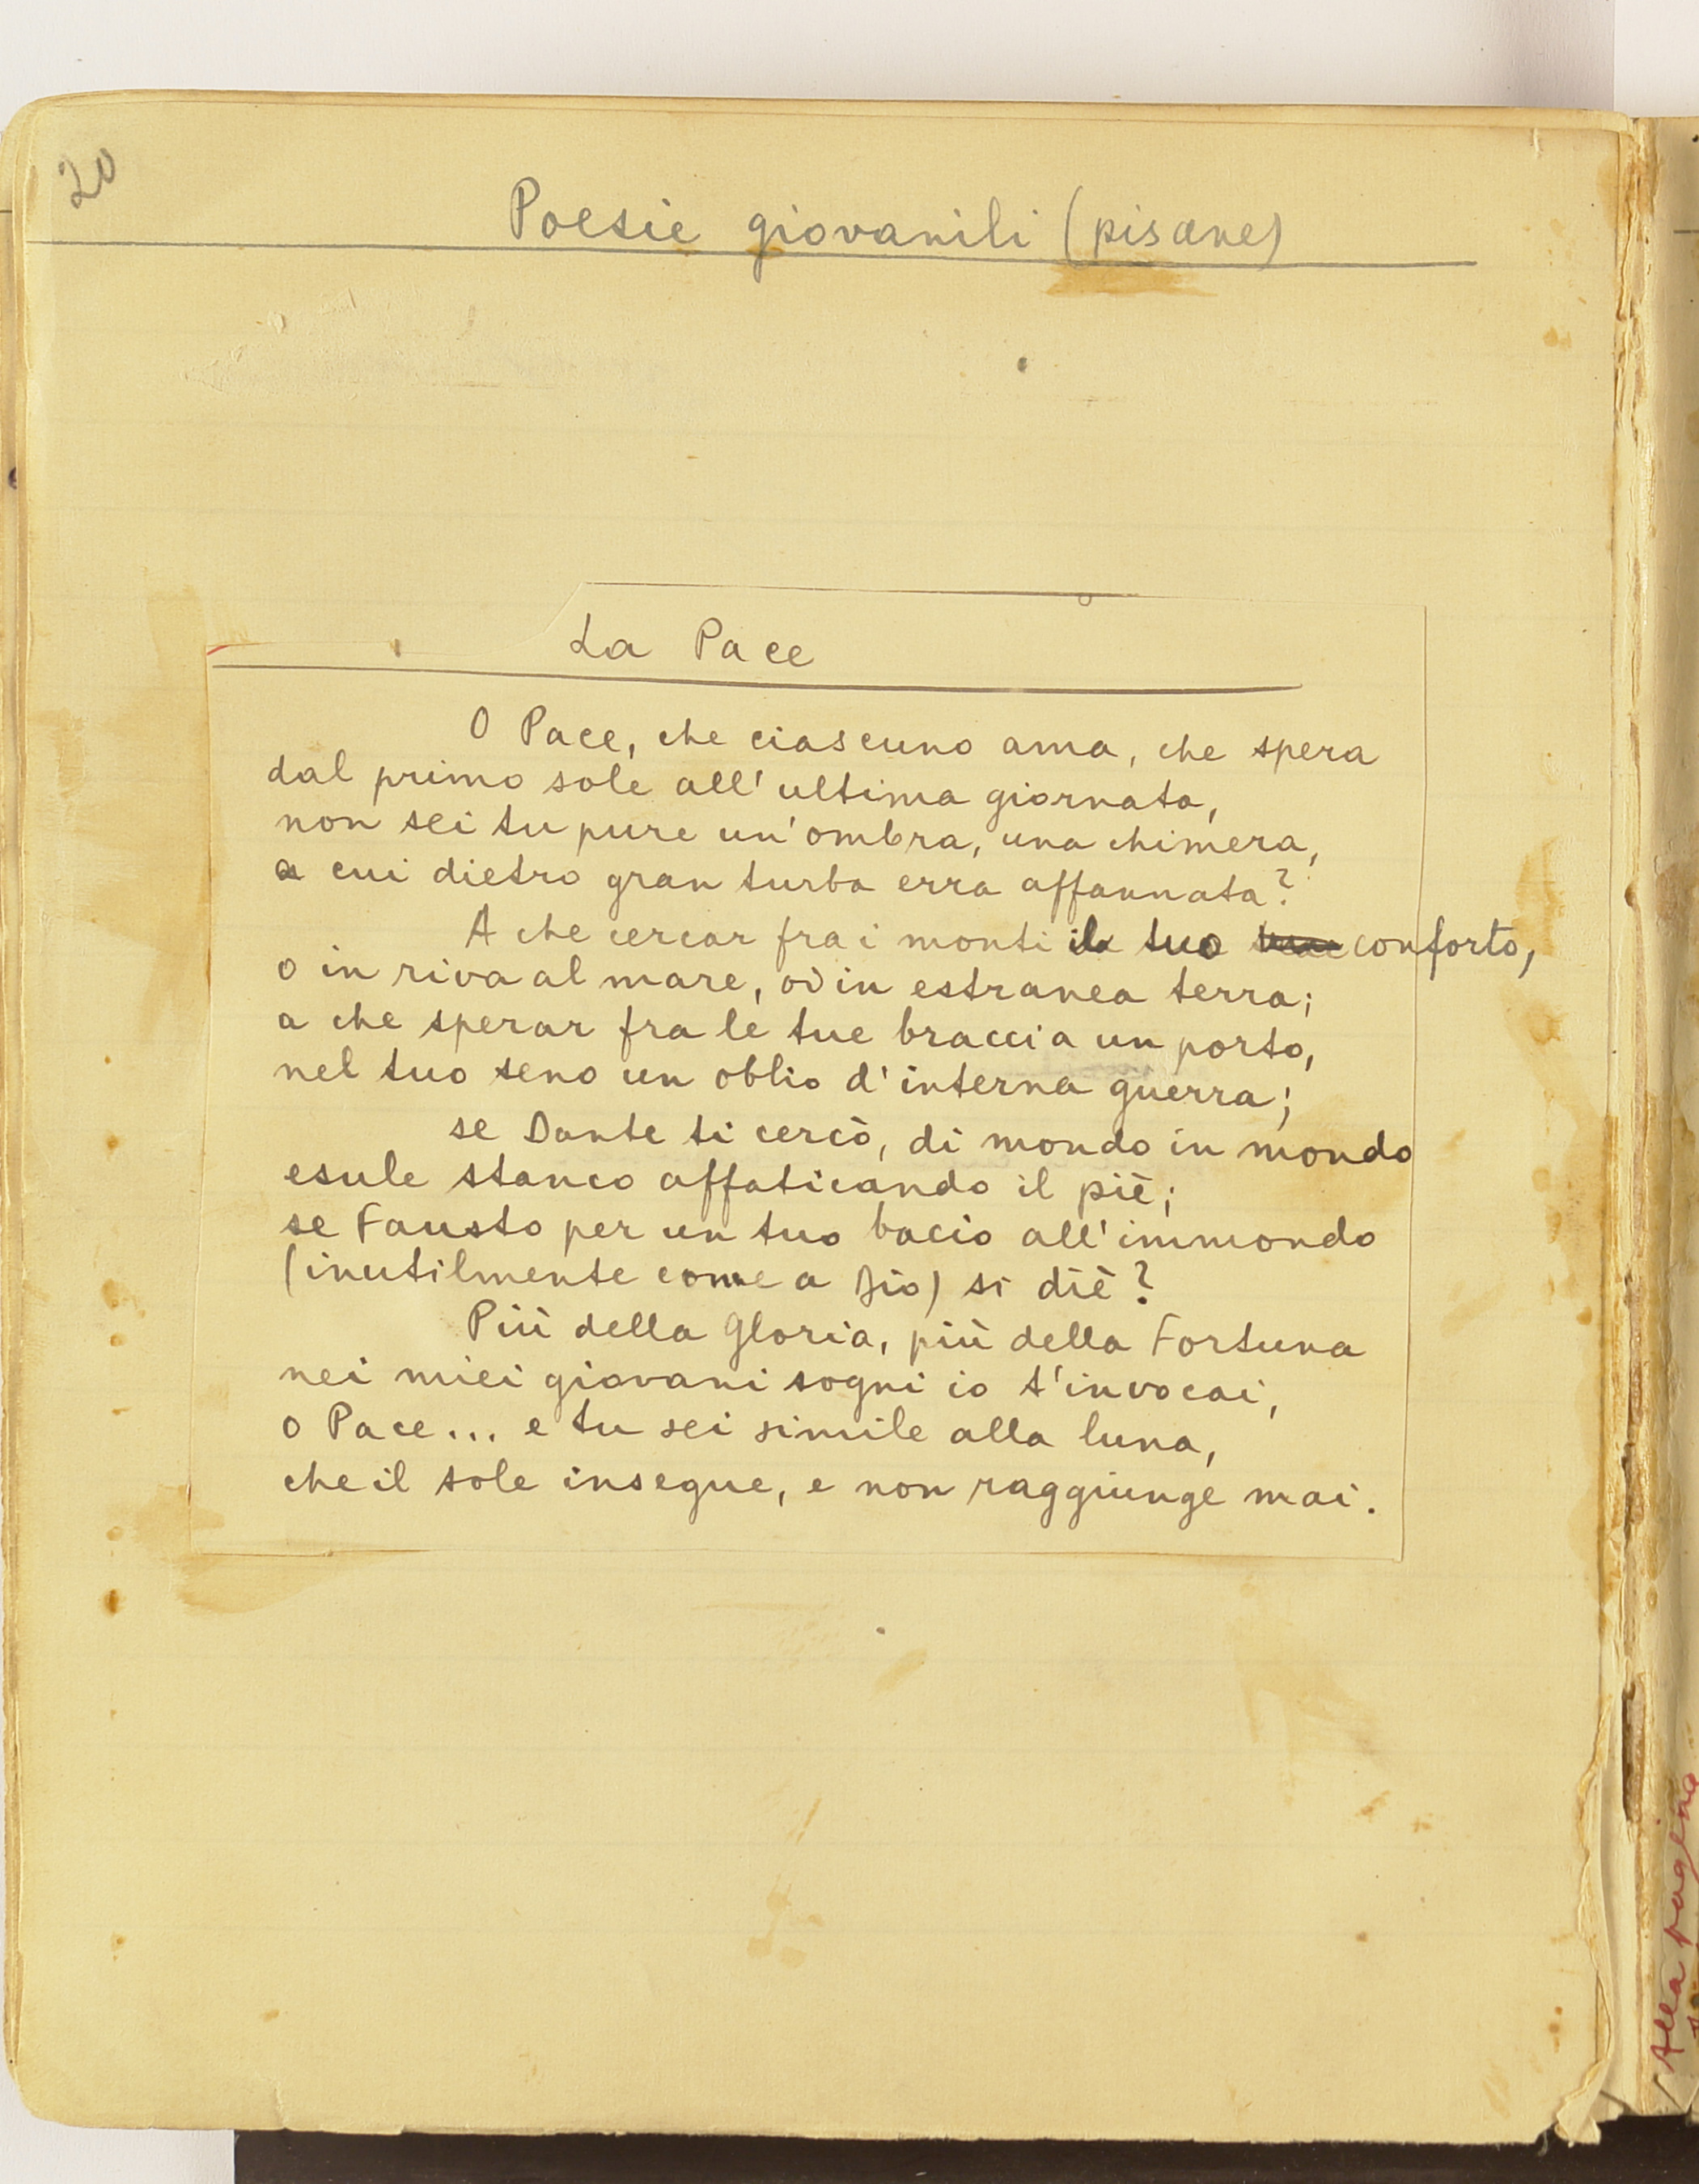 20
Poesie giovanili (pisane)
La Pace
O Pace, che ciascuno ama, che spera
dal primo sole all'ultima giornata,
non sei tu pure un'ombra, una chimera,
a cui dietro gran turba erra affannata?
A che cercar fra i monti il tuo conforto,
o in riva al mare, od in estranea terra;
a che sperar fra le tue braccia un porto,
nel tuo seno un oblio d'interna guerra;
se Dante ti cercò, di mondo in mondo
esule stanco affaticando il piè;
se Fausto per un tuo bacio all'immondo
(inutilmente come a Dio) si diè?
Più della Gloria, più della Fortuna
nei miei giovani sogni io t'invocai,
o Pace... e tu sei simile alla luna,
che il sole insegue, e non raggiunge mai.
Alla pagina